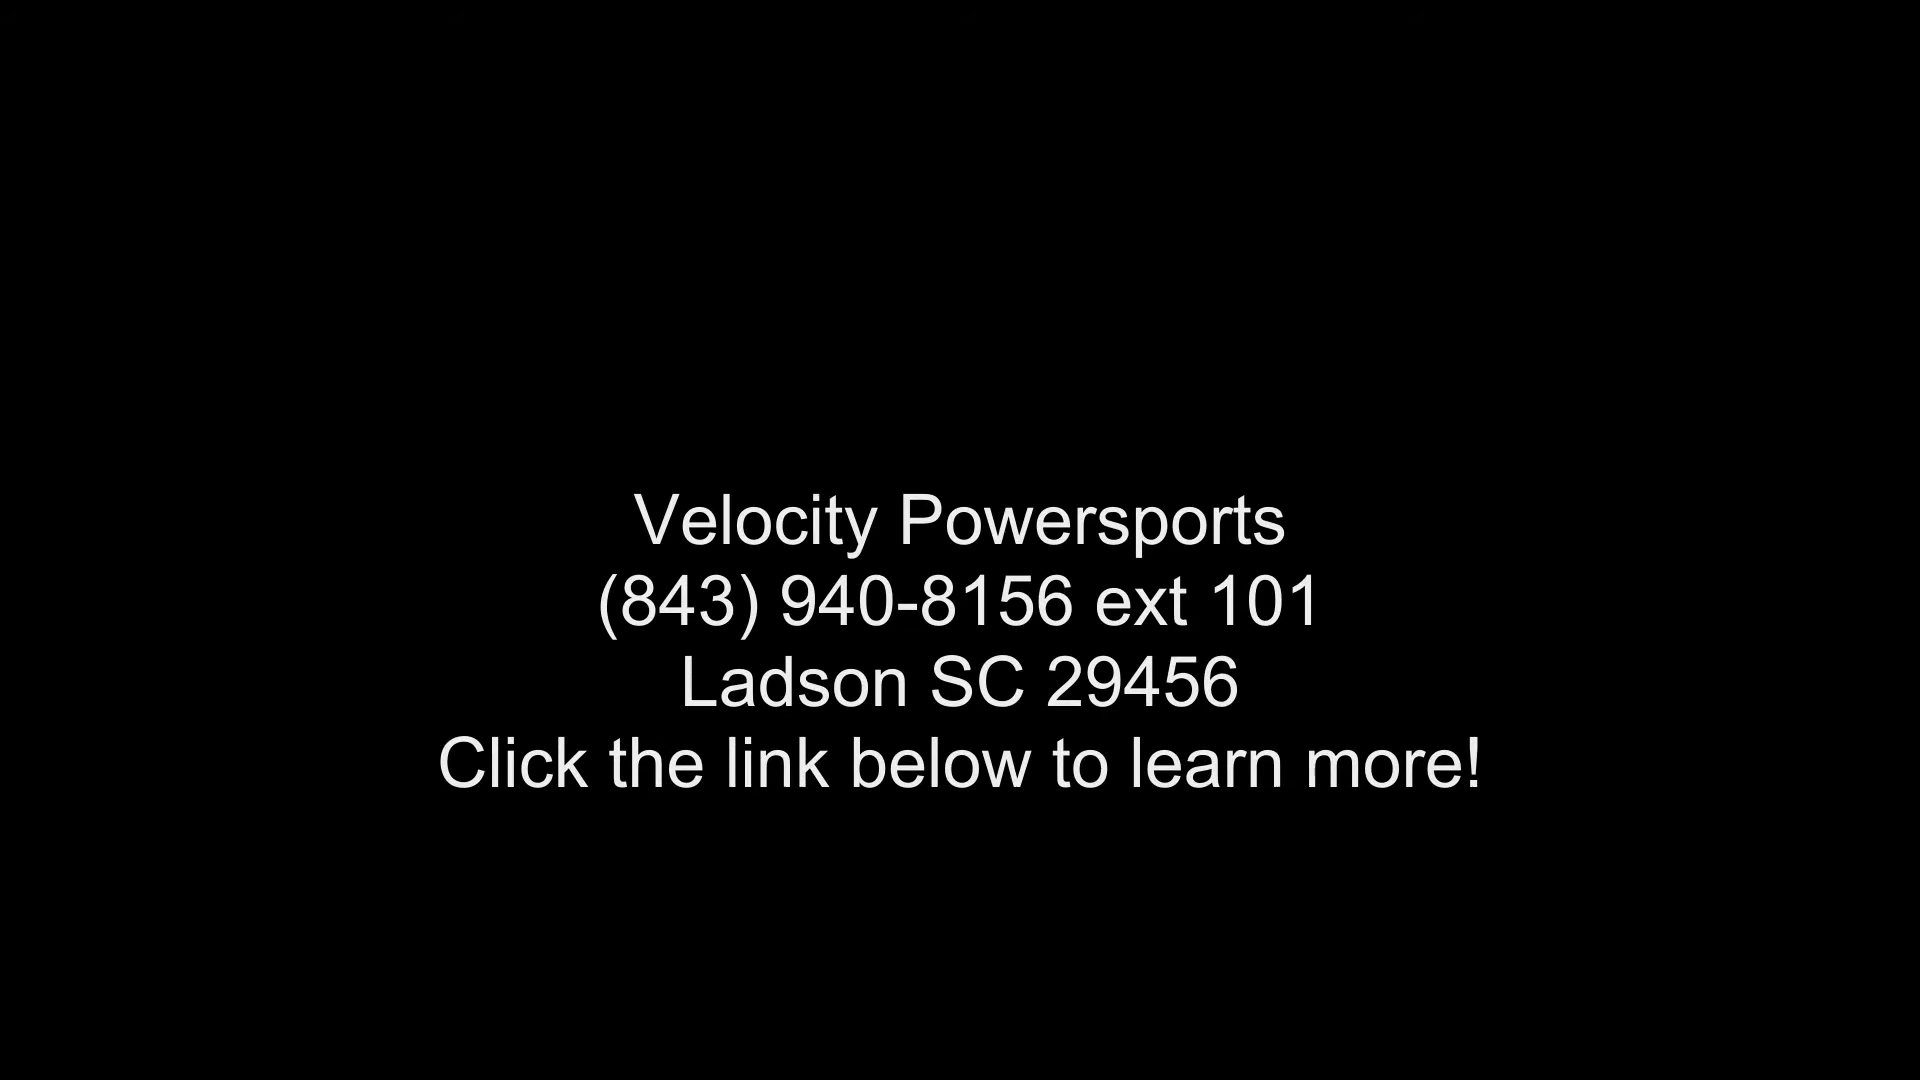 Velocity Powersports
(843) 940-8156 ext 101
Ladson SC 29456
Click the link below to learn more!